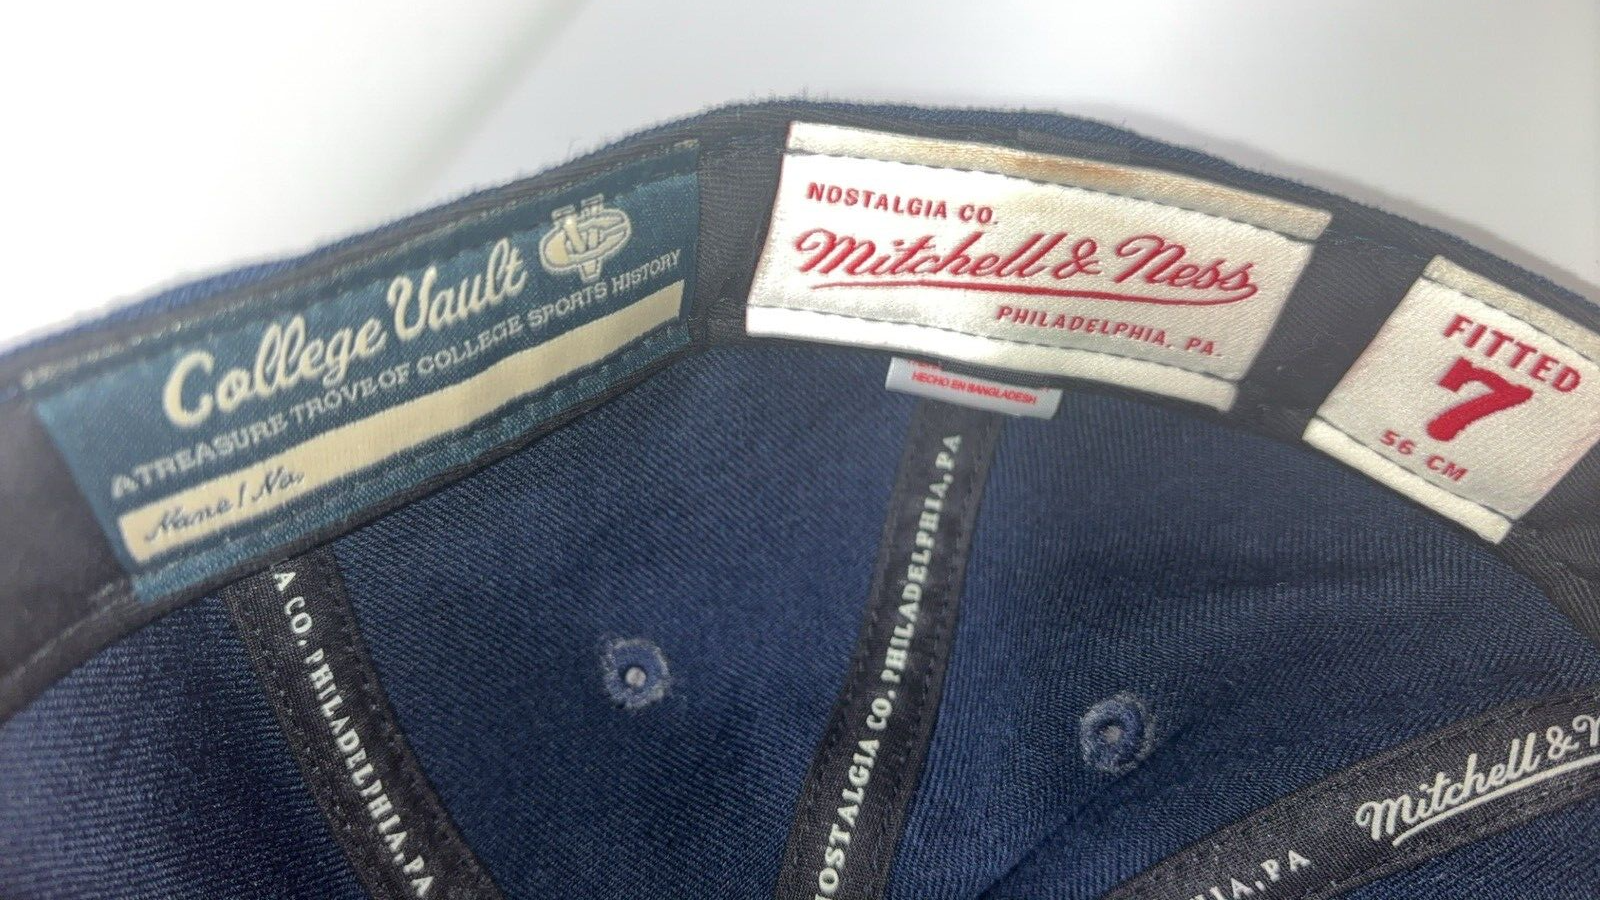 College Vault
A TREASURE TROVE OF COLLEGE SPORTS HISTORY
Name / No.
NOSTALGIA CO.
Mitchell & Ness
PHILADELPHIA, PA.
HECHO EN BANGLADESH
FITTED
7
56 CM
A CO. PHILADELPHIA, PA
NOSTALGIA CO. PHILADELPHIA, PA
IA, PA
Mitchell & N